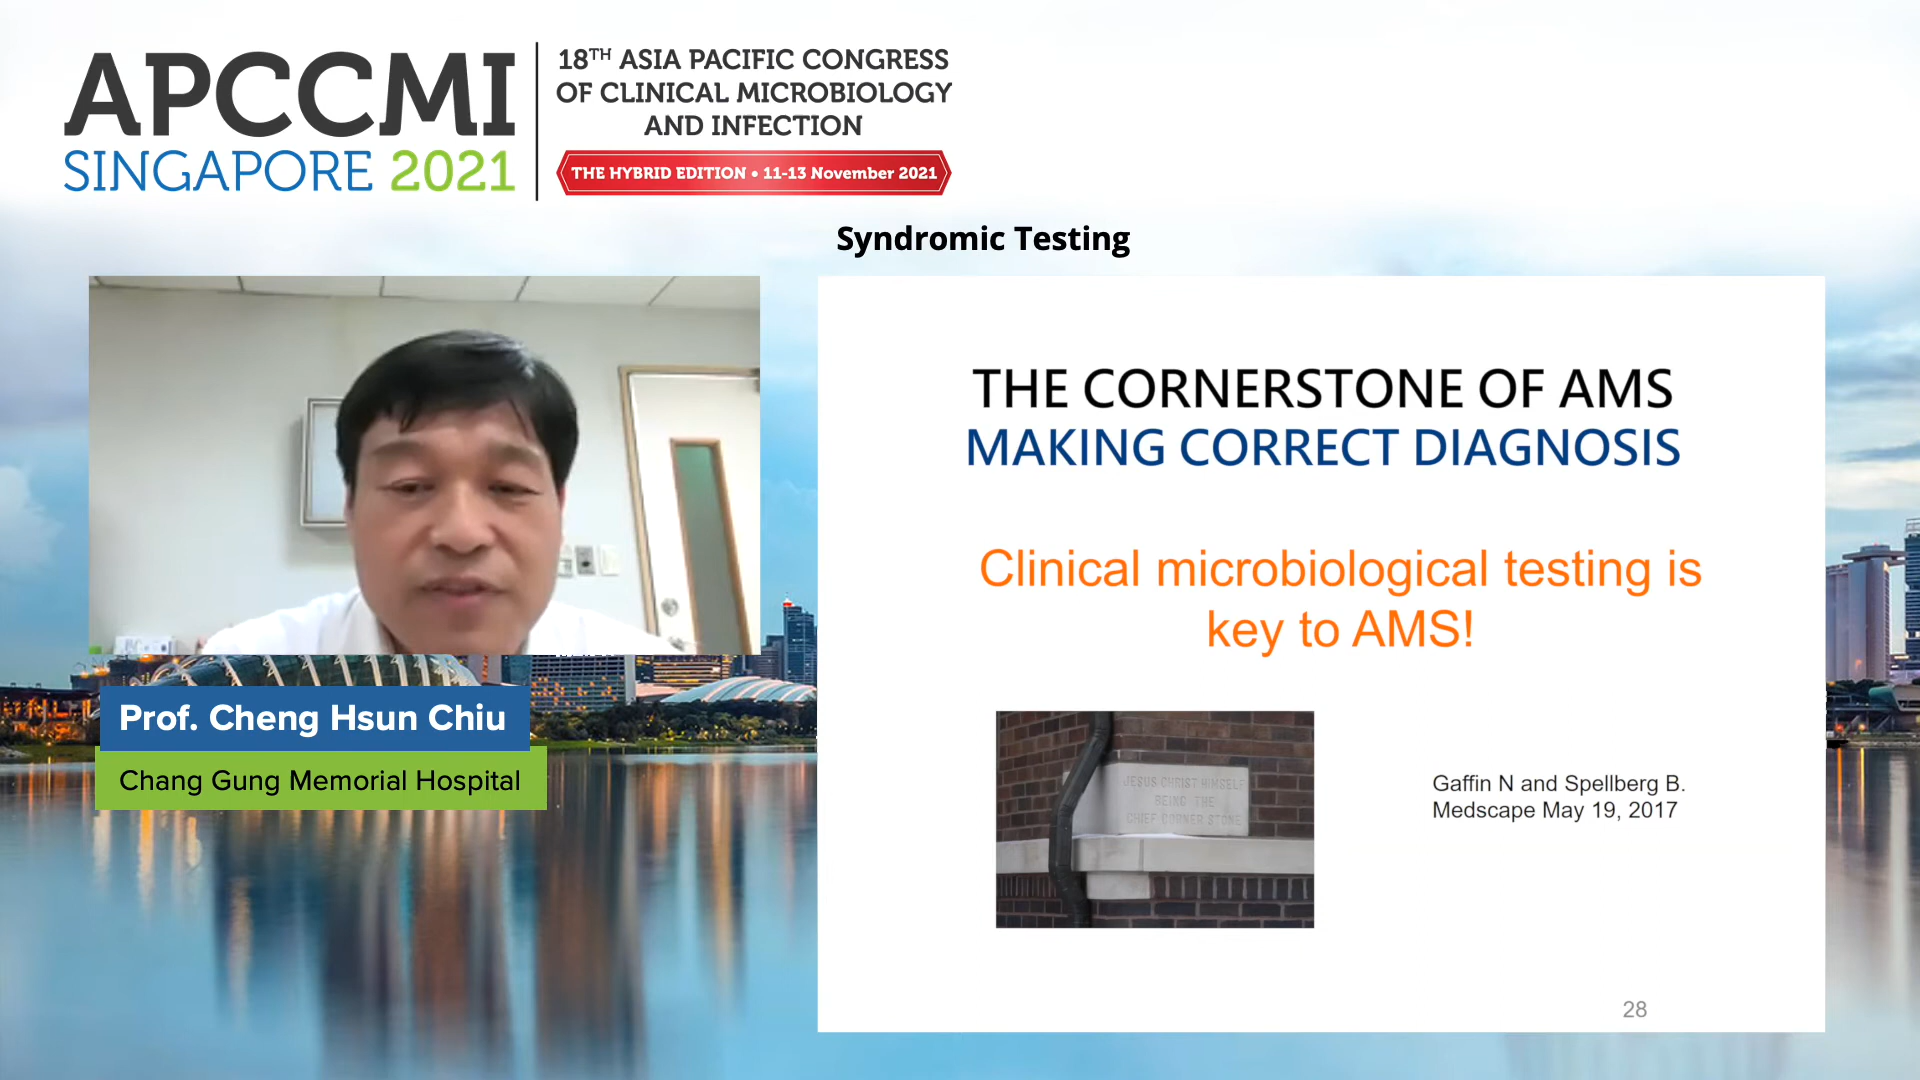 APCCMI
SINGAPORE 2021
18TH ASIA PACIFIC CONGRESS
OF CLINICAL MICROBIOLOGY
AND INFECTION
THE HYBRID EDITION • 11-13 November 2021
Syndromic Testing
Prof. Cheng Hsun Chiu
Chang Gung Memorial Hospital
THE CORNERSTONE OF AMS
MAKING CORRECT DIAGNOSIS
Clinical microbiological testing is
key to AMS!
JESUS CHRIST HIMSELF
BEING THE
CHIEF CORNER STONE
Gaffin N and Spellberg B.
Medscape May 19, 2017
28